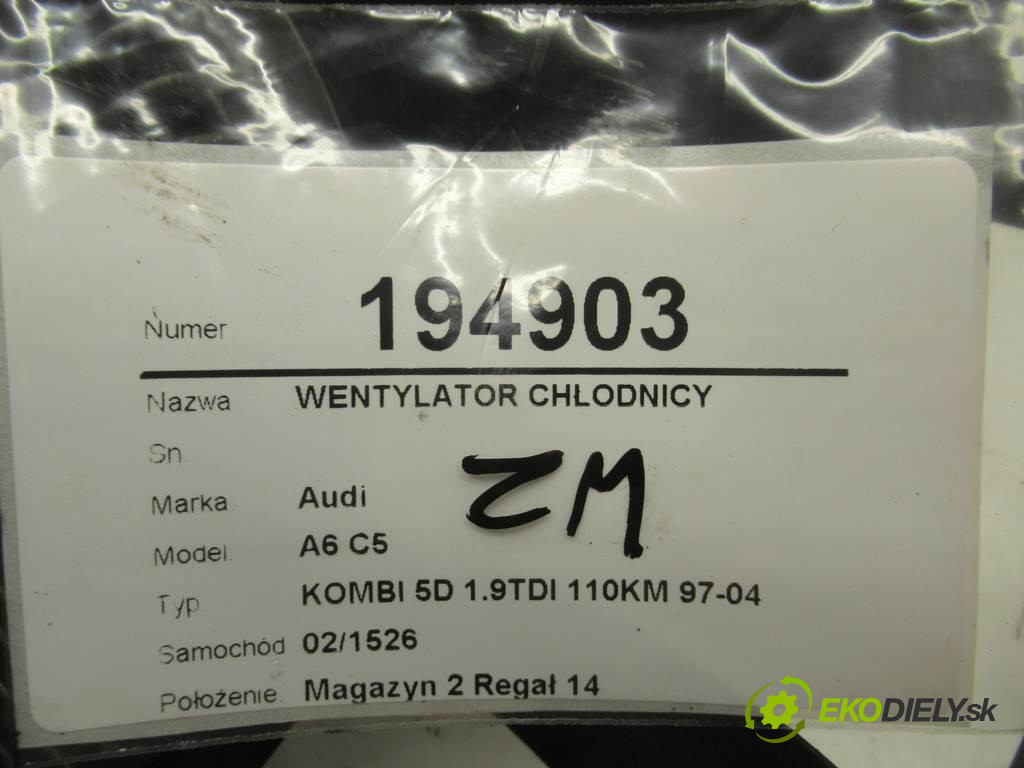 Numer 194903
Nazwa WENTYLATOR CHŁODNICY
Sn
ZM
Marka Audi
Model. A6 C5
Typ KOMBI 5D 1.9TDI 110KM 97-04
Samochód 02/1526
Położenie. Magazyn 2 Regał 14
EKODIELY.sk